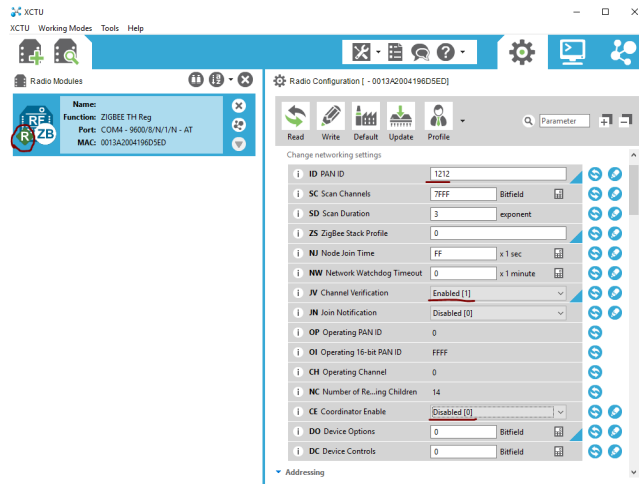 XCTU
XCTU Working Modes Tools Help
Radio Modules
Name:
Function: ZIGBEE TH Reg
Port: COM4 - 9600/8/N/1/N - AT
MAC: 0013A2004196D5ED
RF
R ZB
Radio Configuration [ - 0013A2004196D5ED]
Read Write Default Update Profile
Parameter
Change networking settings
i ID PAN ID 1212
i SC Scan Channels 7FFF Bitfield
i SD Scan Duration 3 exponent
i ZS ZigBee Stack Profile 0
i NJ Node Join Time FF x 1 sec
i NW Network Watchdog Timeout 0 x 1 minute
i JV Channel Verification Enabled [1]
i JN Join Notification Disabled [0]
i OP Operating PAN ID 0
i OI Operating 16-bit PAN ID FFFF
i CH Operating Channel 0
i NC Number of Re...ing Children 14
i CE Coordinator Enable Disabled [0]
i DO Device Options 0 Bitfield
i DC Device Controls 0 Bitfield
Addressing